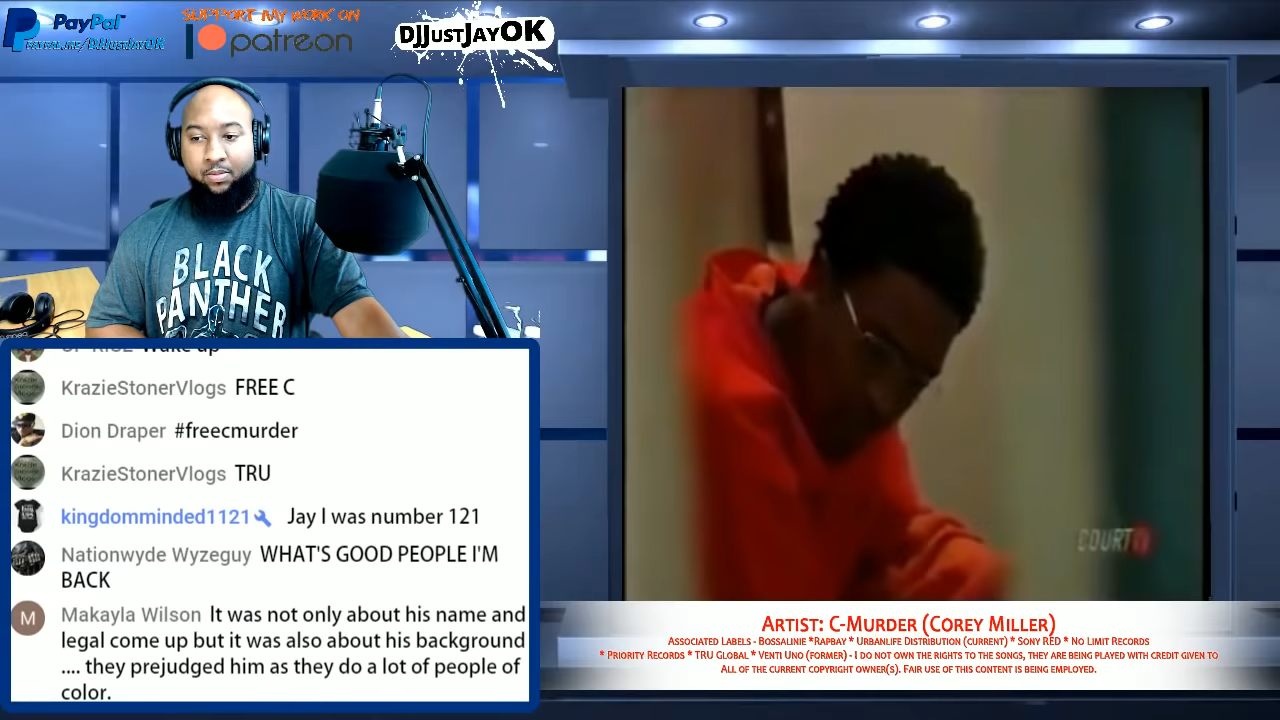 PayPal
SUPPORT MY WORK ON
patreon
DJJustJayOK
BLACK
PANTHER
Wake up
KrazieStonerVlogs FREE C
Dion Draper #freecmurder
KrazieStonerVlogs TRU
kingdomminded1121 Jay I was number 121
Nationwyde Wyzeguy WHAT'S GOOD PEOPLE I'M
BACK
M
Makayla Wilson It was not only about his name and
legal come up but it was also about his background
.... they prejudged him as they do a lot of people of
color.
COURT
Artist: C-Murder (Corey Miller)
Associated Labels - Bossalinie *Rapbay * Urbanlife Distribution (current) * Sony RED * No Limit Records
* Priority Records * TRU Global * Venti Uno (former) - I do not own the rights to the songs, they are being played with credit given to
all of the current copyright owner(s). Fair use of this content is being employed.